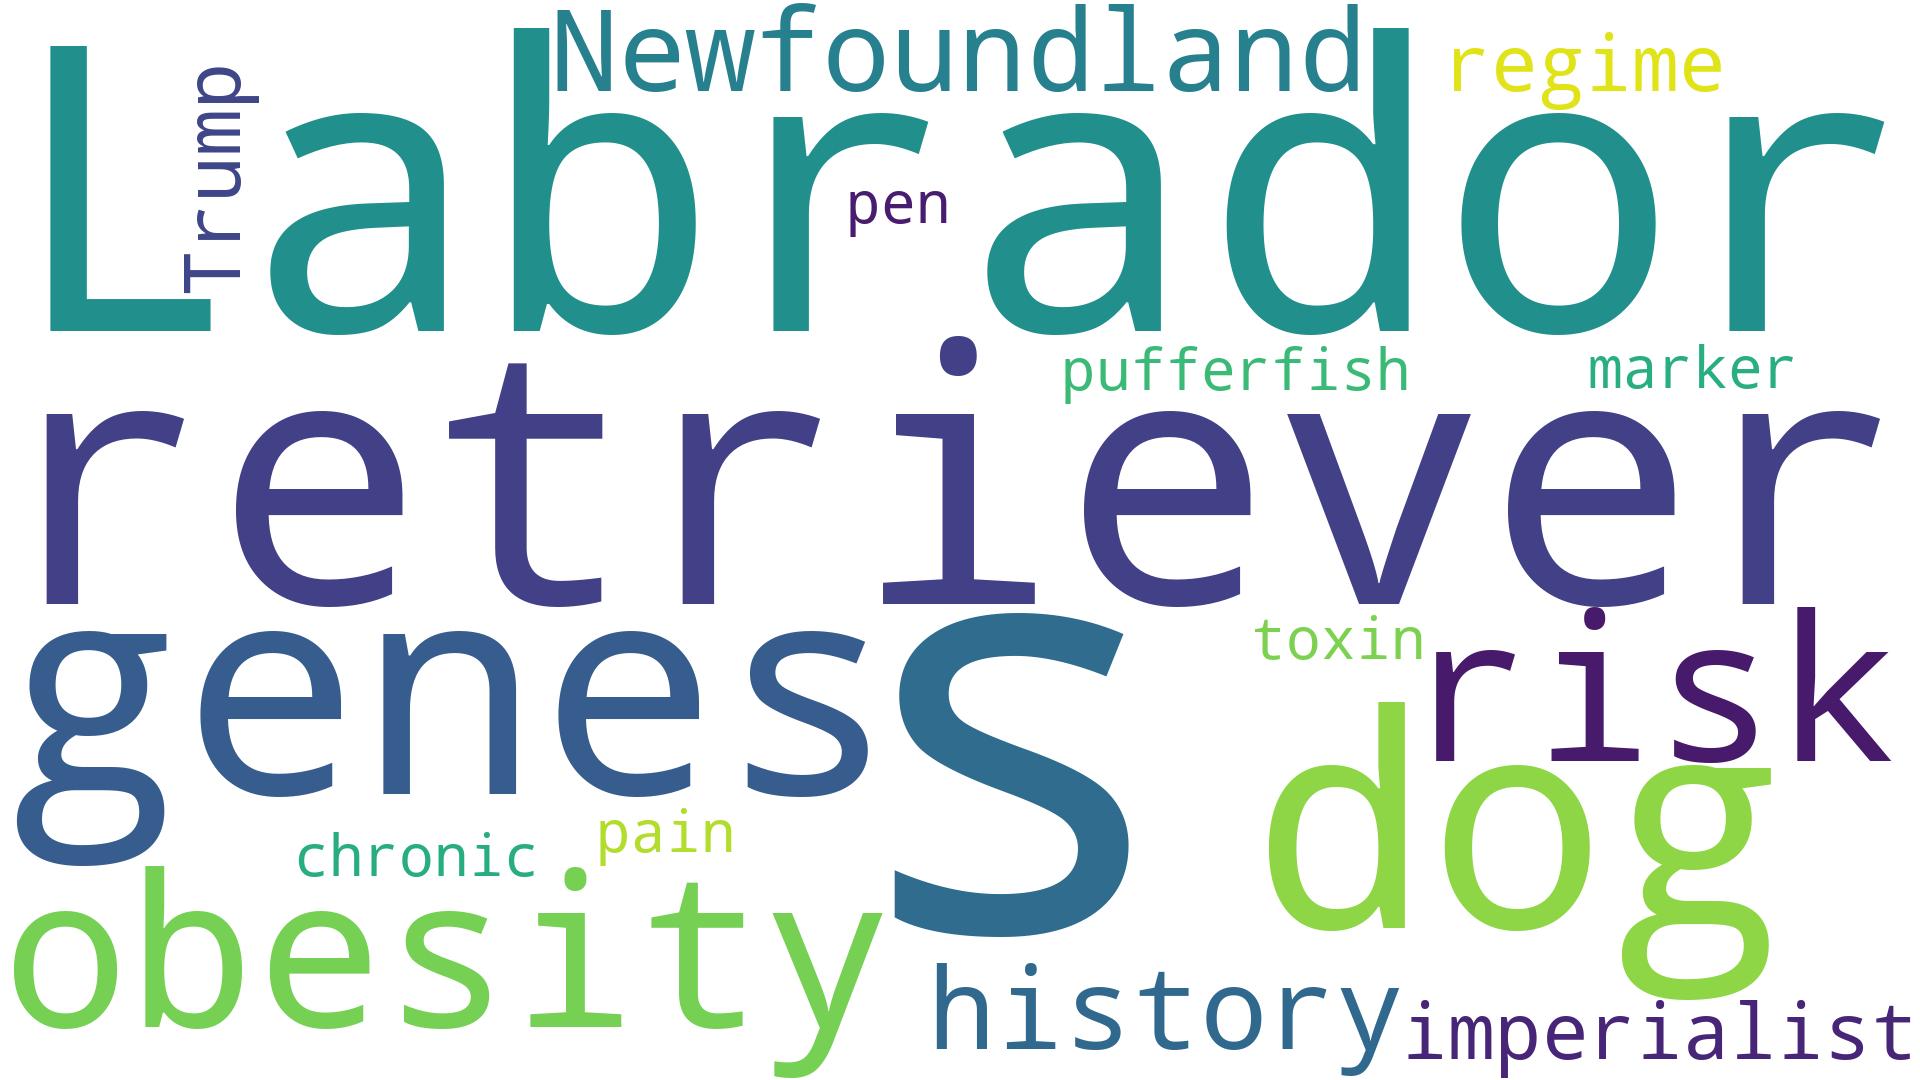 Newfoundland
regime
Trump
Labrador
pen
pufferfish
marker
retriever
toxin
risk
genes
s
dog
chronic
pain
obesity
history
imperialist